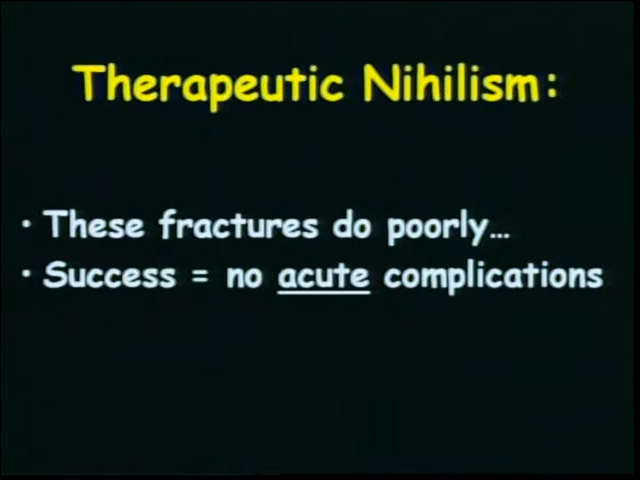 Therapeutic Nihilism:
• These fractures do poorly...
• Success = no acute complications